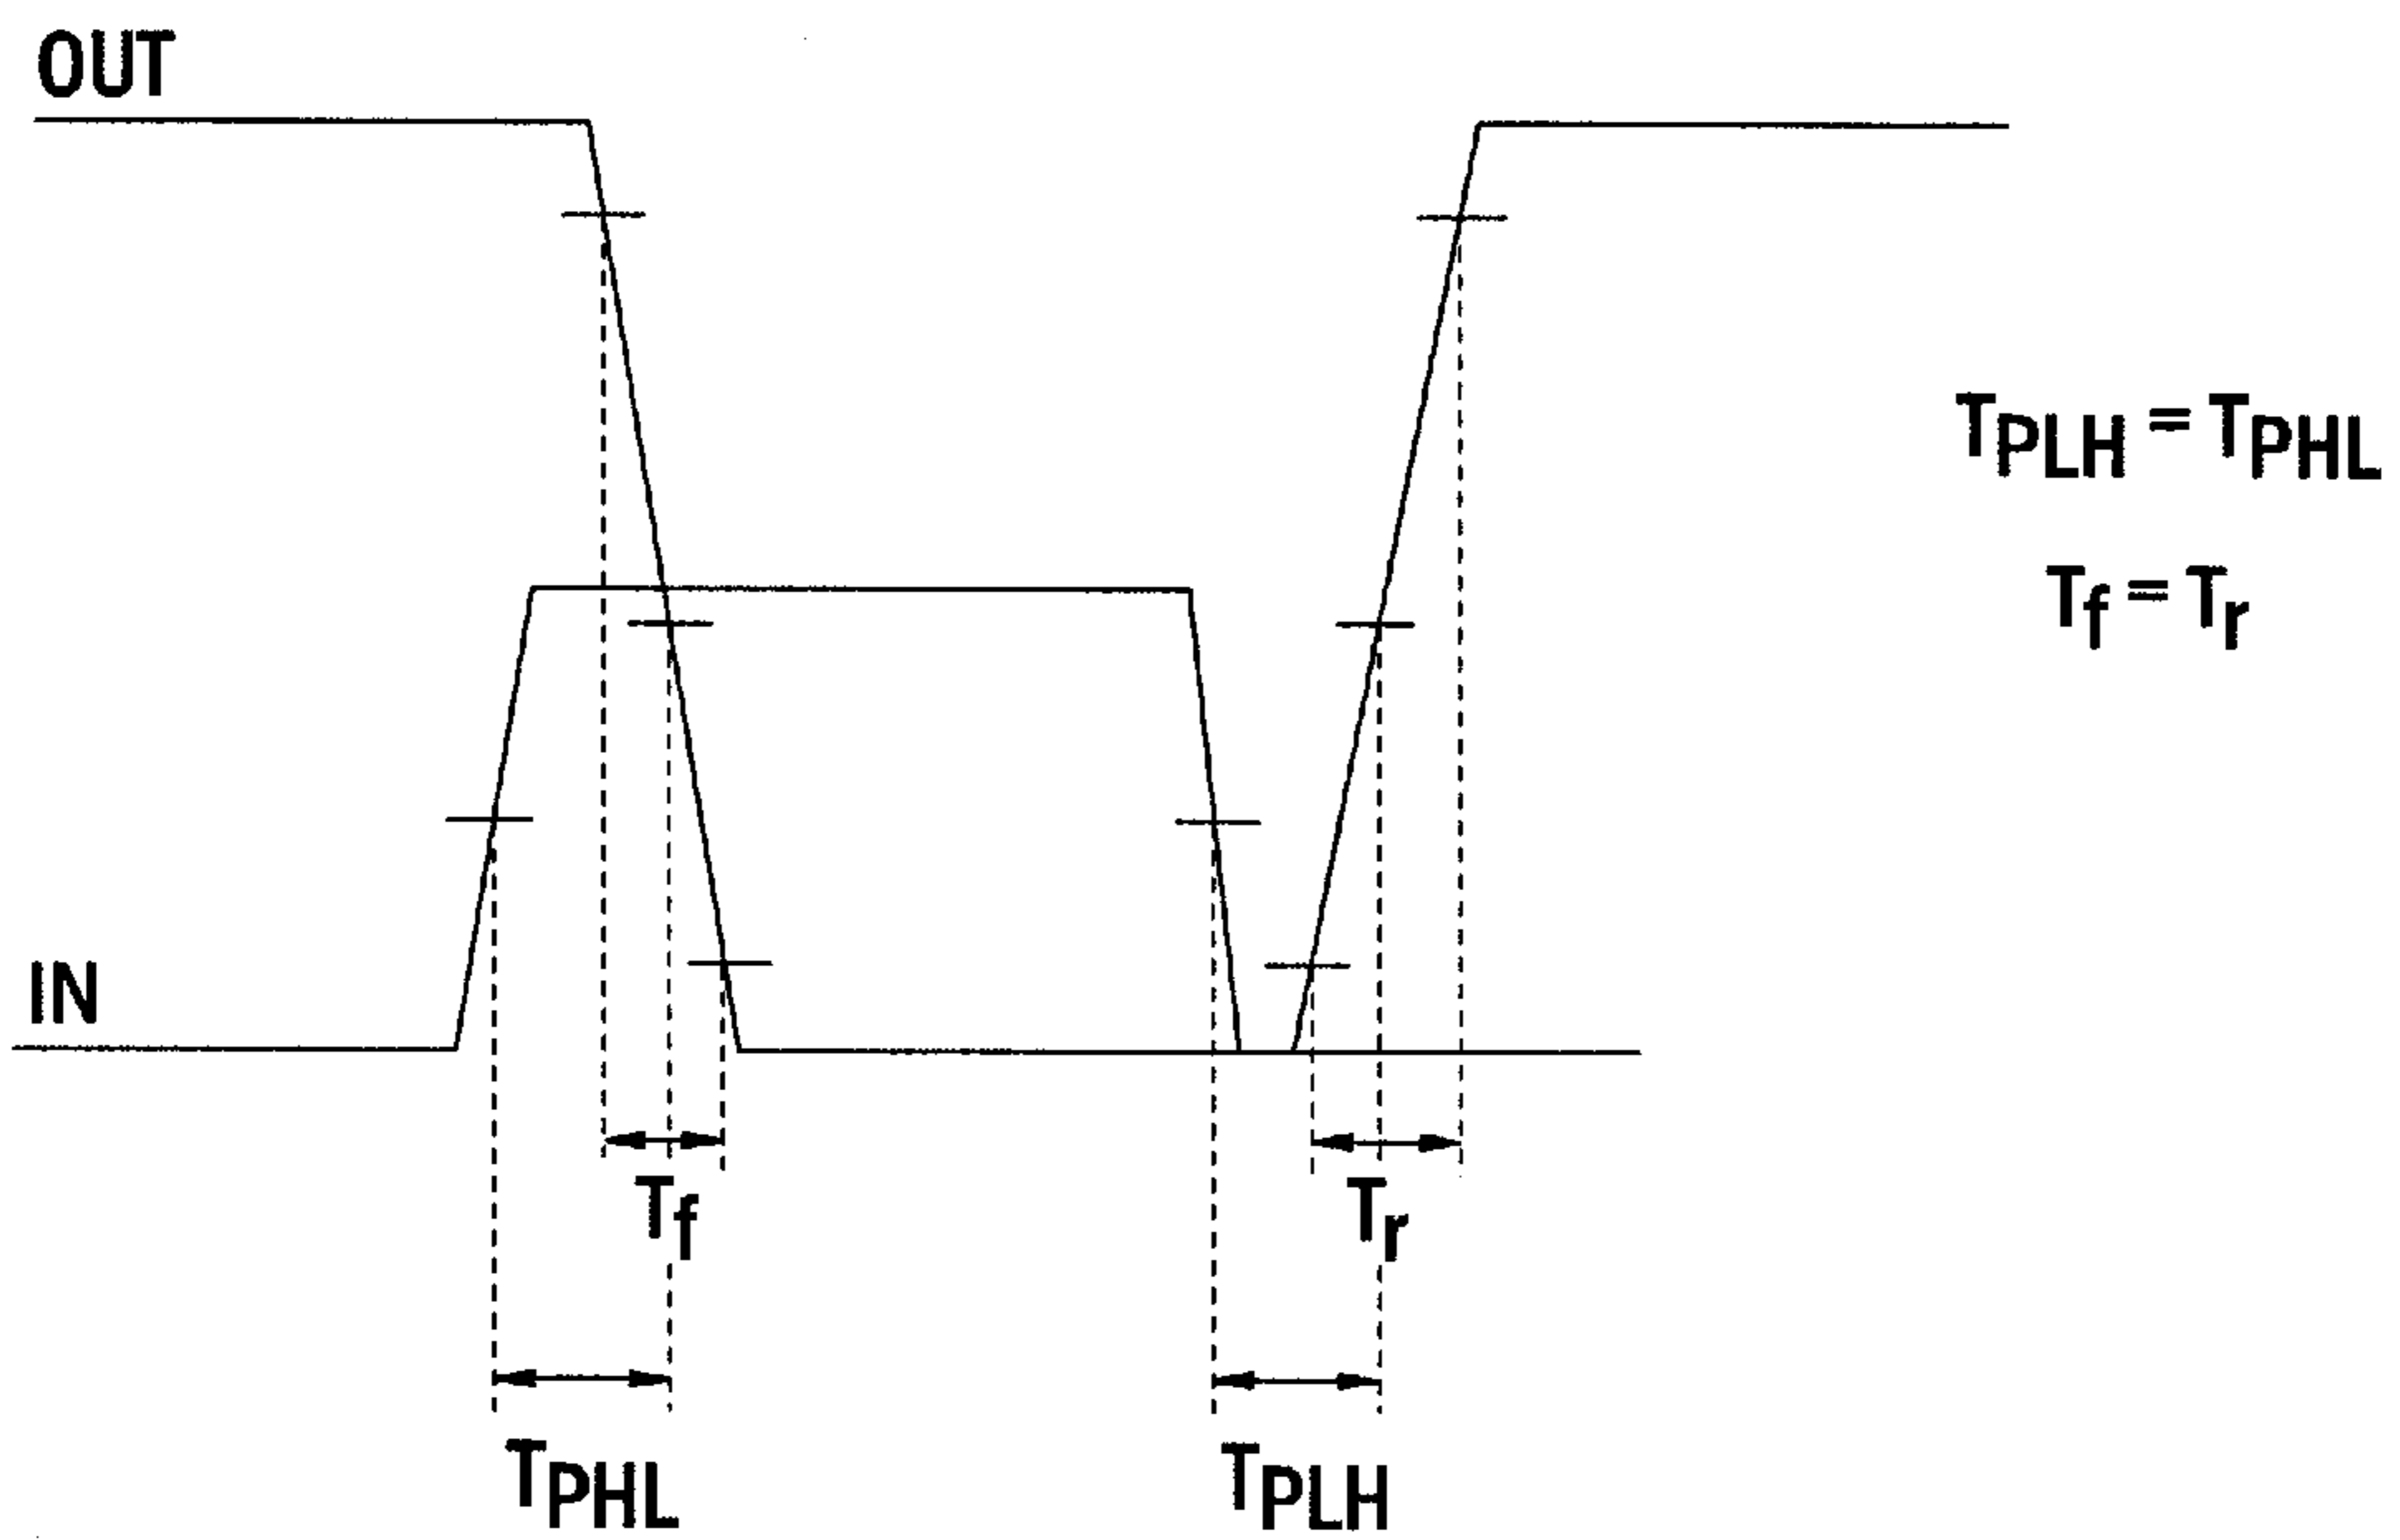 OUT
TPLH = TPHL
Tf = Tr
IN
Tf
Tr
TPHL
TPLH